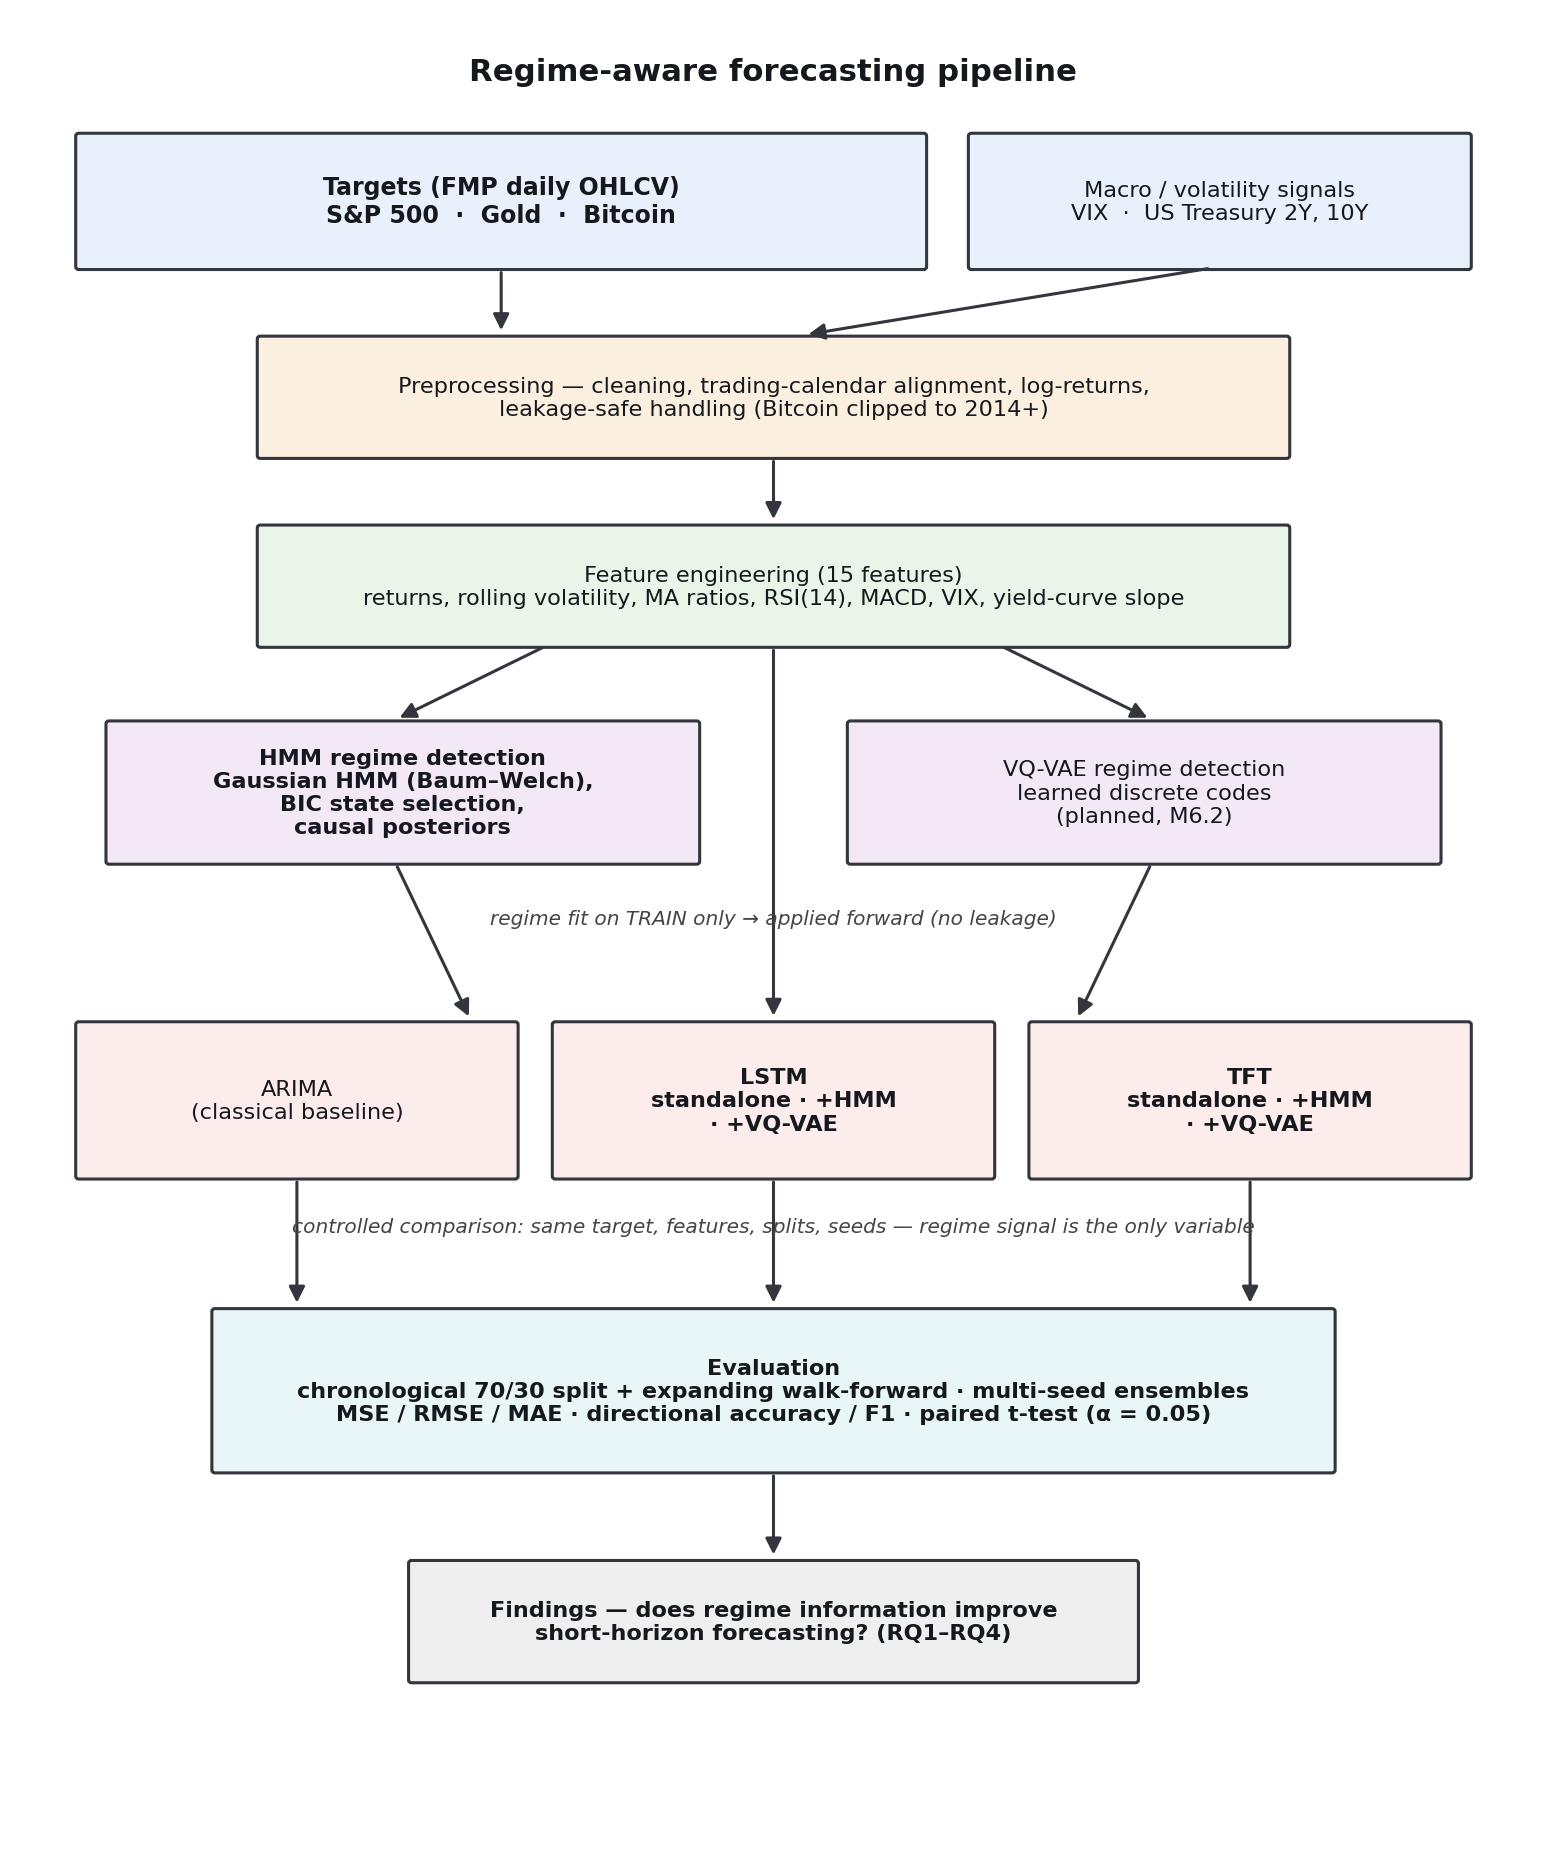 Regime-aware forecasting pipeline
Targets (FMP daily OHLCV)
S&P 500 · Gold · Bitcoin
Macro / volatility signals
VIX · US Treasury 2Y, 10Y
Preprocessing — cleaning, trading-calendar alignment, log-returns,
leakage-safe handling (Bitcoin clipped to 2014+)
Feature engineering (15 features)
returns, rolling volatility, MA ratios, RSI(14), MACD, VIX, yield-curve slope
HMM regime detection
Gaussian HMM (Baum–Welch),
BIC state selection,
causal posteriors
VQ-VAE regime detection
learned discrete codes
(planned, M6.2)
regime fit on TRAIN only → applied forward (no leakage)
ARIMA
(classical baseline)
LSTM
standalone · +HMM
· +VQ-VAE
TFT
standalone · +HMM
· +VQ-VAE
controlled comparison: same target, features, splits, seeds — regime signal is the only variable
Evaluation
chronological 70/30 split + expanding walk-forward · multi-seed ensembles
MSE / RMSE / MAE · directional accuracy / F1 · paired t-test (α = 0.05)
Findings — does regime information improve
short-horizon forecasting? (RQ1–RQ4)